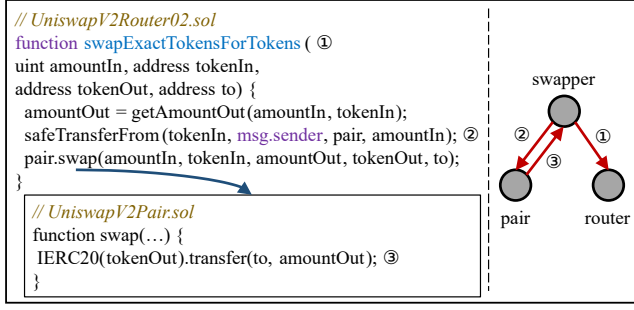 // UniswapV2Router02.sol
function swapExactTokensForTokens ( ①
uint amountIn, address tokenIn,
address tokenOut, address to) {
amountOut = getAmountOut(amountIn, tokenIn);
safeTransferFrom(tokenIn, msg.sender, pair, amountIn); ②
pair.swap(amountIn, tokenIn, amountOut, tokenOut, to);
}
// UniswapV2Pair.sol
function swap(…) {
IERC20(tokenOut).transfer(to, amountOut); ③
}
swapper
②
①
③
pair
router